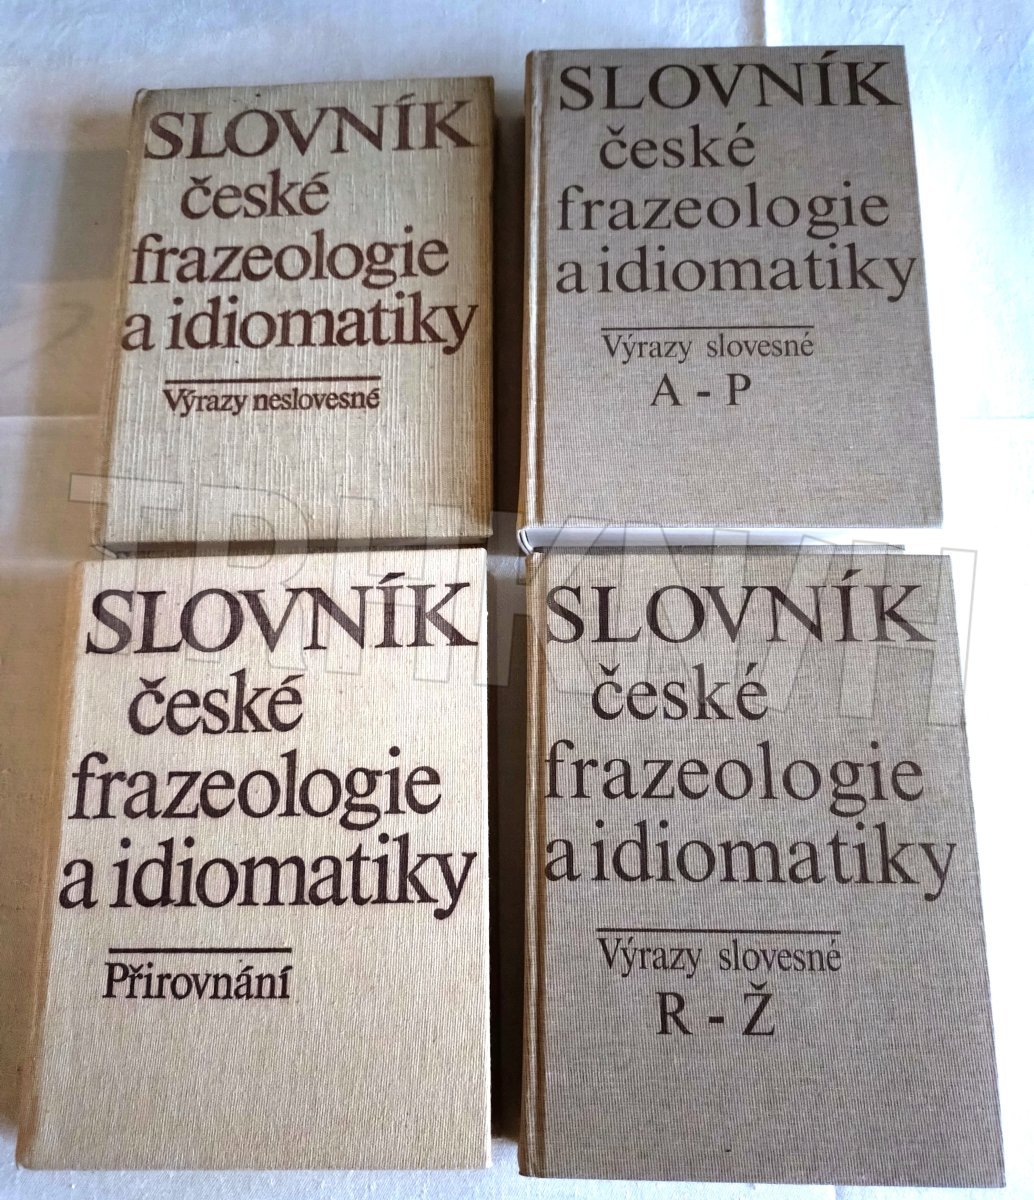 SLOVNÍK
české
frazeologie
a idiomatiky
Výrazy neslovesné
SLOVNÍK
české
frazeologie
a idiomatiky
Výrazy slovesné
A - P
SLOVNÍK
české
frazeologie
a idiomatiky
Přirovnání
SLOVNÍK
české
frazeologie
a idiomatiky
Výrazy slovesné
R - Ž
TRHKNIH